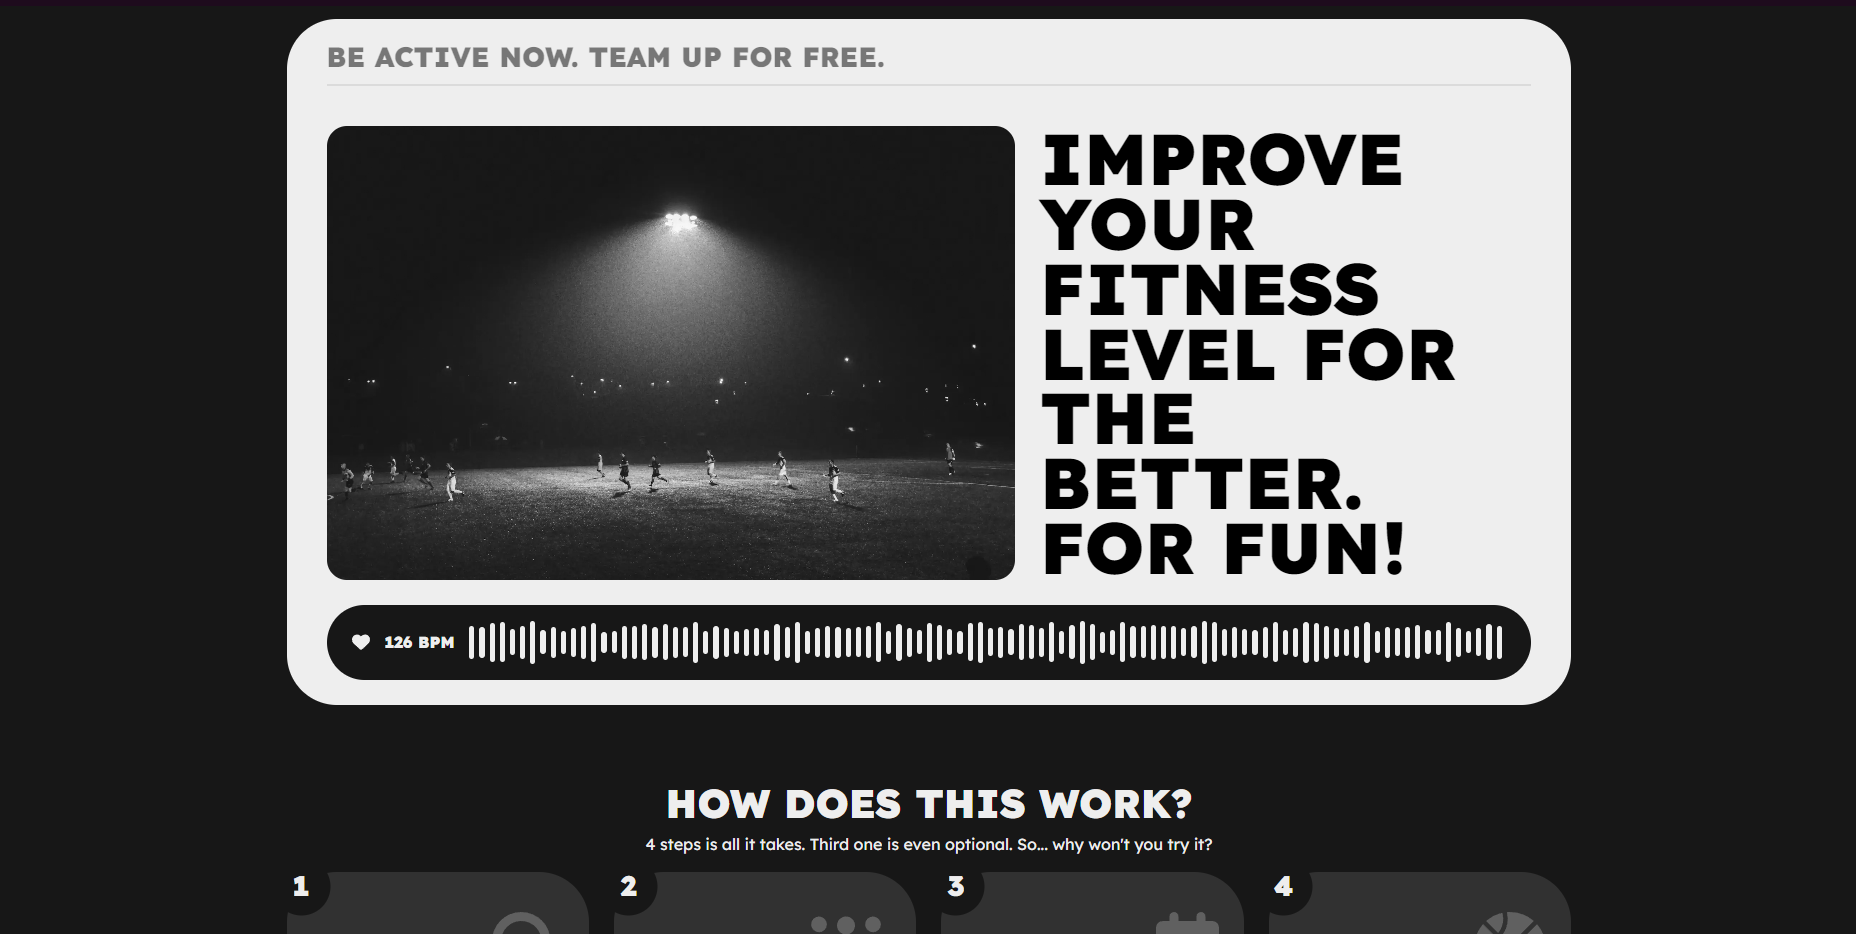 BE ACTIVE NOW. TEAM UP FOR FREE.
IMPROVE
YOUR
FITNESS
LEVEL FOR
THE
BETTER.
FOR FUN!
126 BPM
HOW DOES THIS WORK?
4 steps is all it takes. Third one is even optional. So... why won't you try it?
1
2
3
4